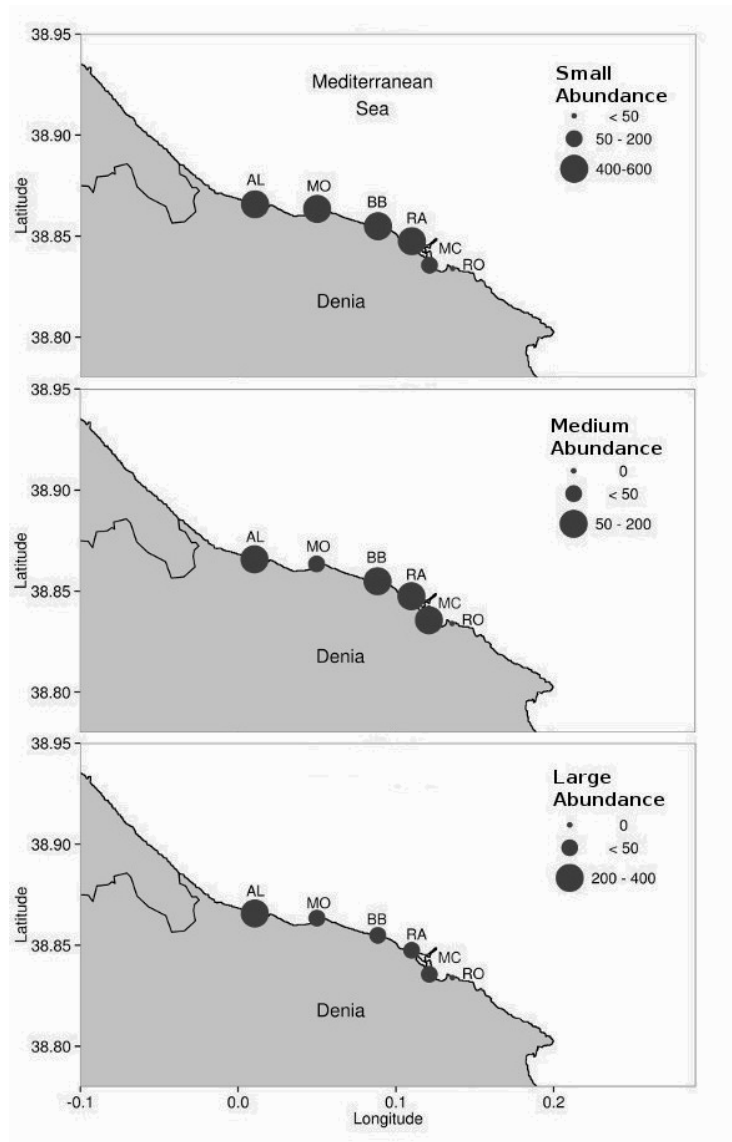 38.95
Mediterranean
Sea
Small
Abundance
< 50
50 - 200
400-600
38.90
AL
MO
BB
RA
MC
RO
38.85
Latitude
Denia
38.80
38.95
Medium
Abundance
0
< 50
50 - 200
38.90
AL
MO
BB
RA
MC
RO
38.85
Latitude
Denia
38.80
38.95
Large
Abundance
0
< 50
200 - 400
38.90
AL
MO
BB
RA
MC
RO
38.85
Latitude
Denia
38.80
-0.1
0.0
0.1
0.2
Longitude